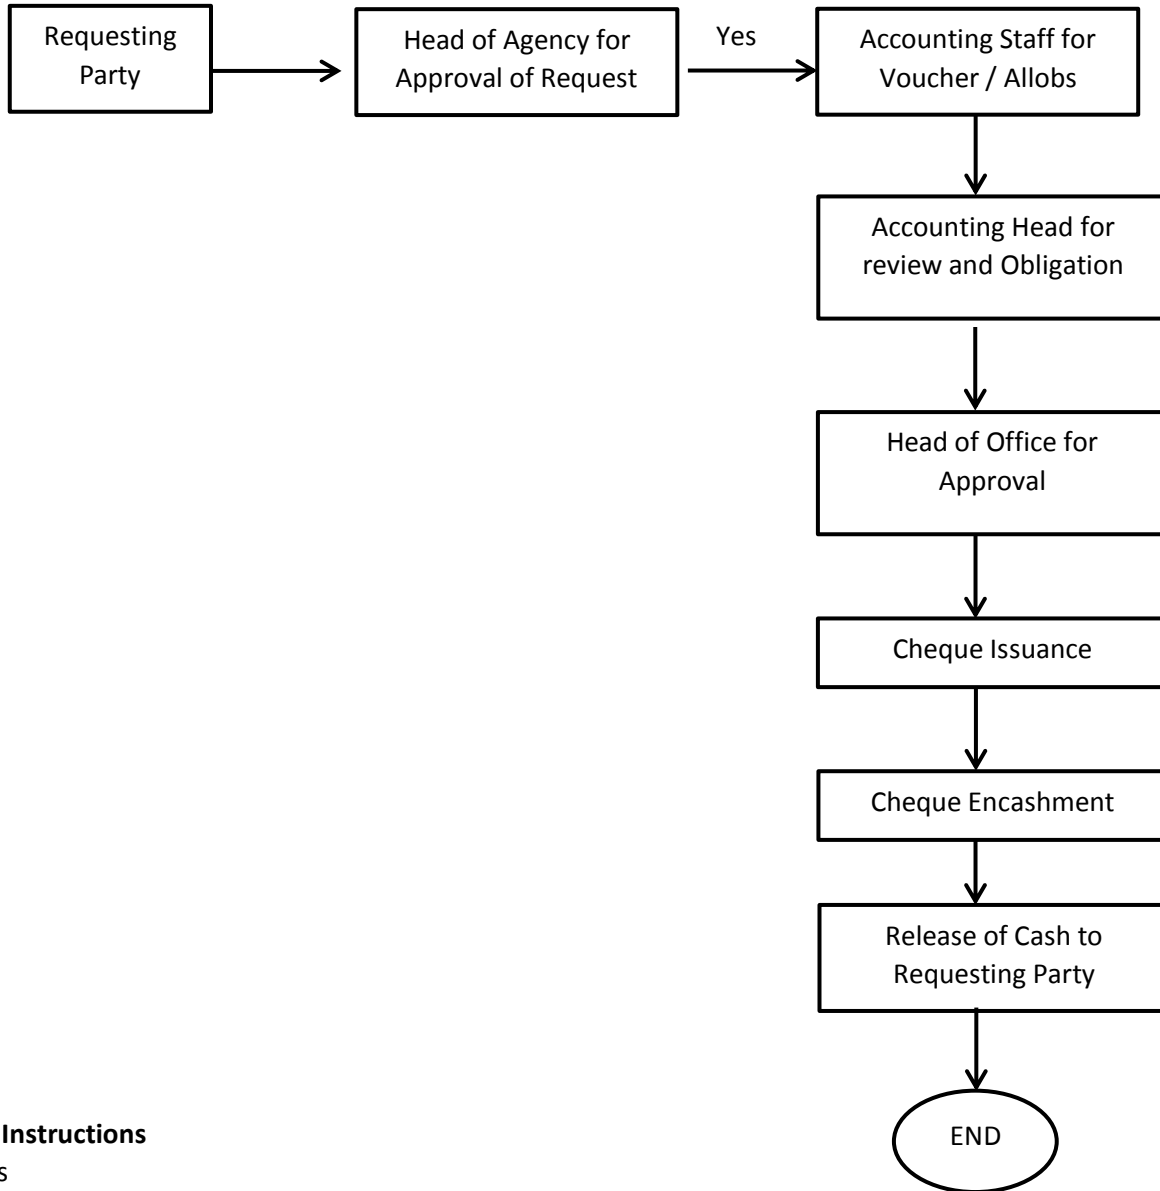 Requesting
Party
Head of Agency for
Approval of Request
Yes
Accounting Staff for
Voucher / Allobs
Accounting Head for
review and Obligation
Head of Office for
Approval
Cheque Issuance
Cheque Encashment
Release of Cash to
Requesting Party
END
Instructions
s